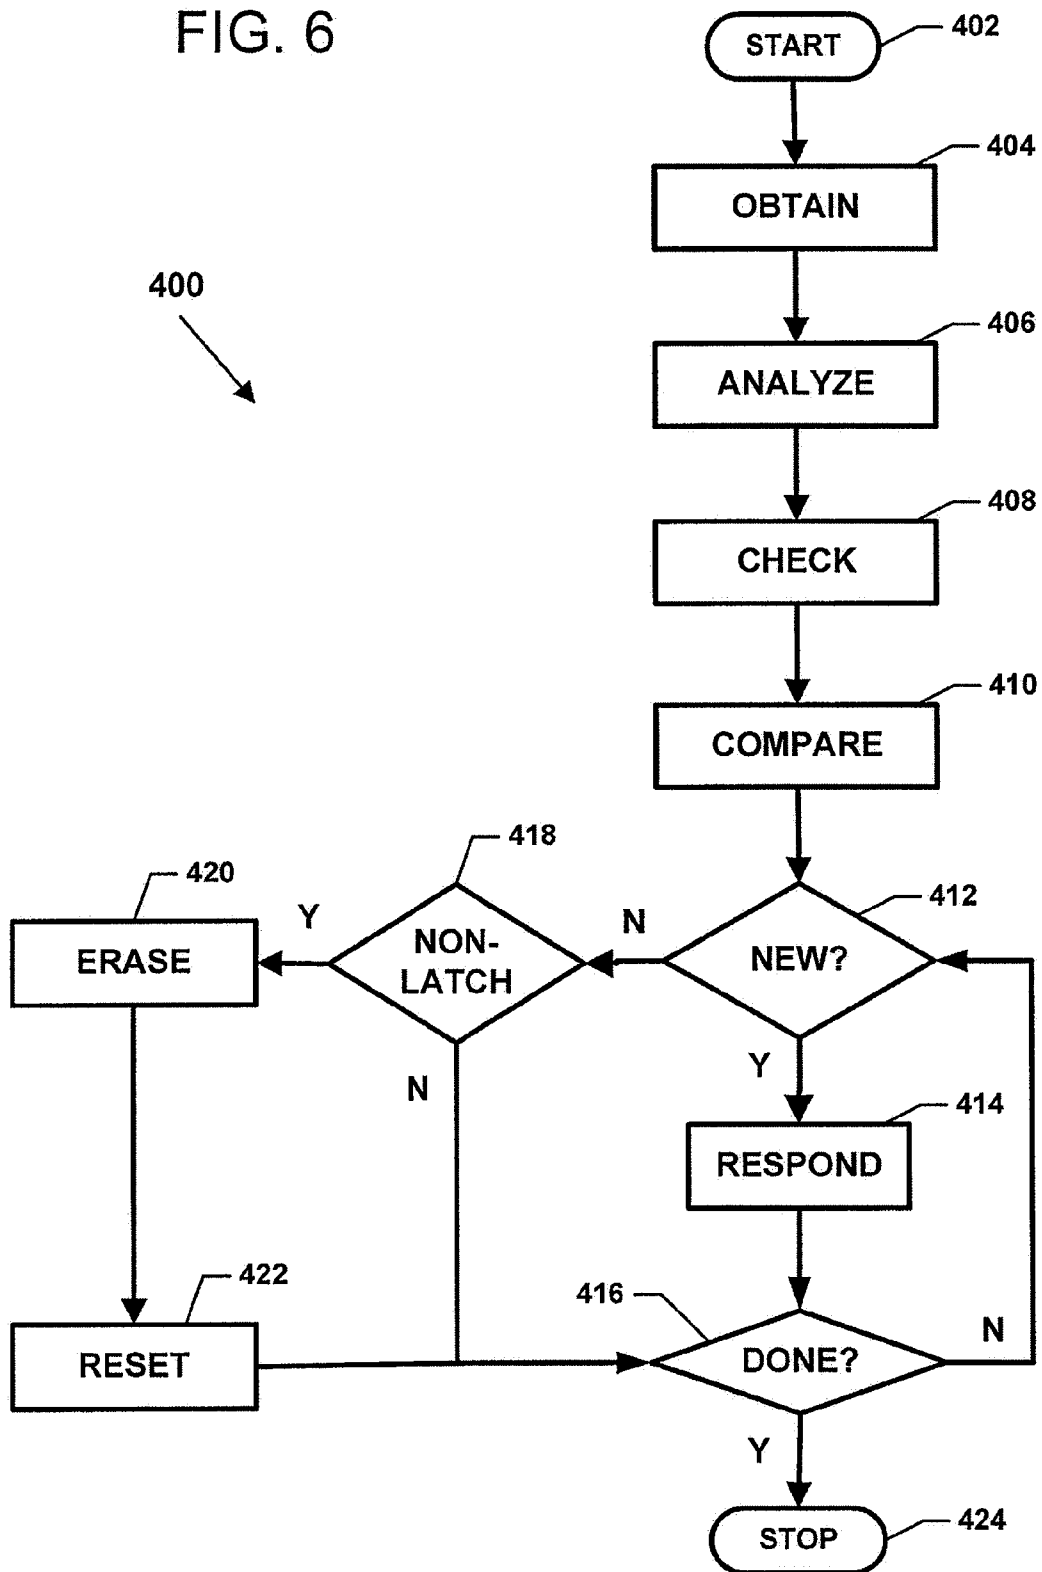 FIG. 6
START
402
404
OBTAIN
400
406
ANALYZE
408
CHECK
410
COMPARE
418
420
412
Y
N
ERASE
NON-
LATCH
NEW?
N
Y
414
RESPOND
422
416
N
RESET
DONE?
Y
STOP
424